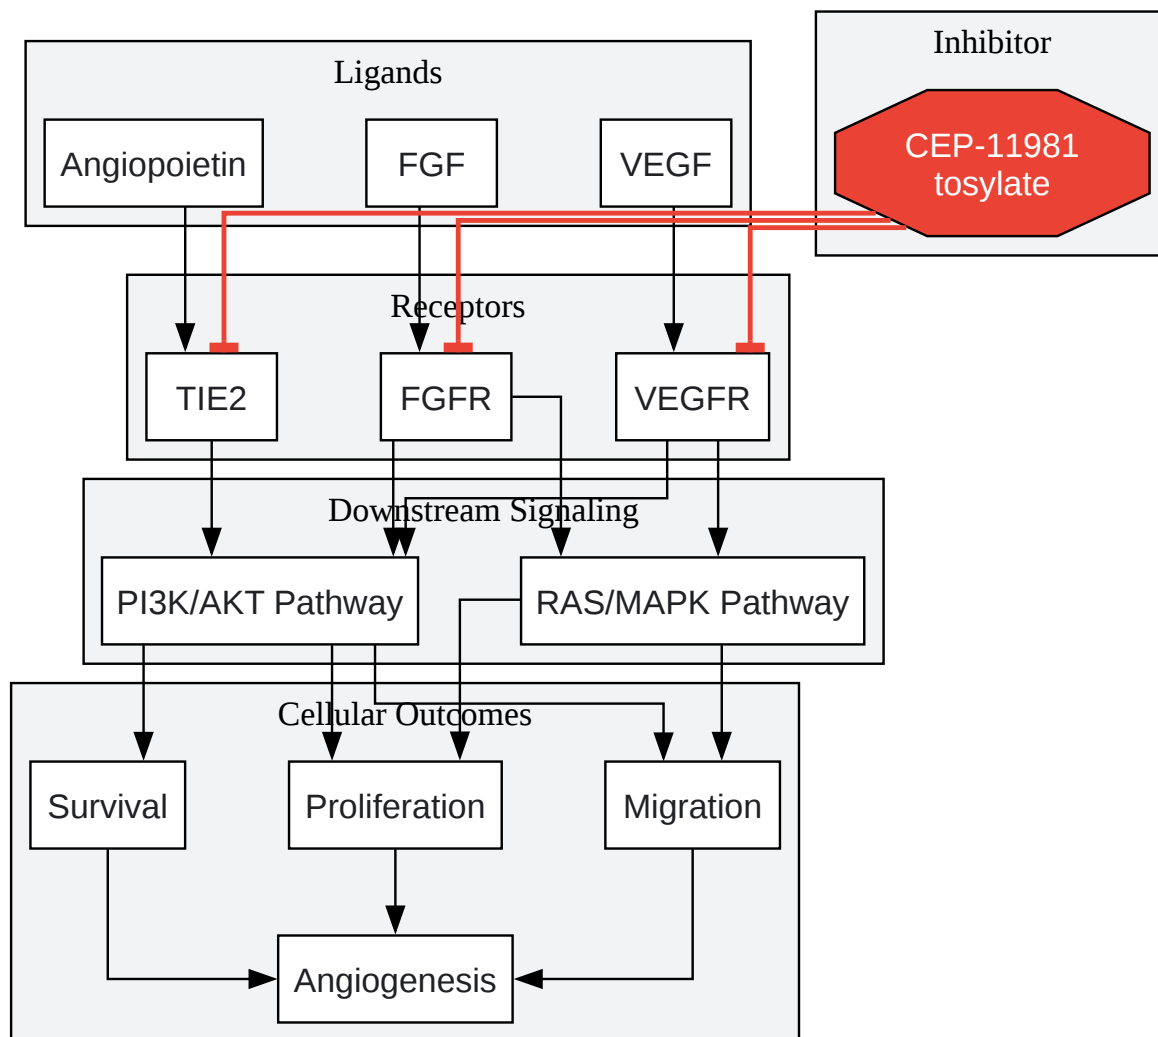 Ligands
Inhibitor
Angiopoietin
FGF
VEGF
CEP-11981
tosylate
Receptors
TIE2
FGFR
VEGFR
Downstream Signaling
PI3K/AKT Pathway
RAS/MAPK Pathway
Cellular Outcomes
Survival
Proliferation
Migration
Angiogenesis